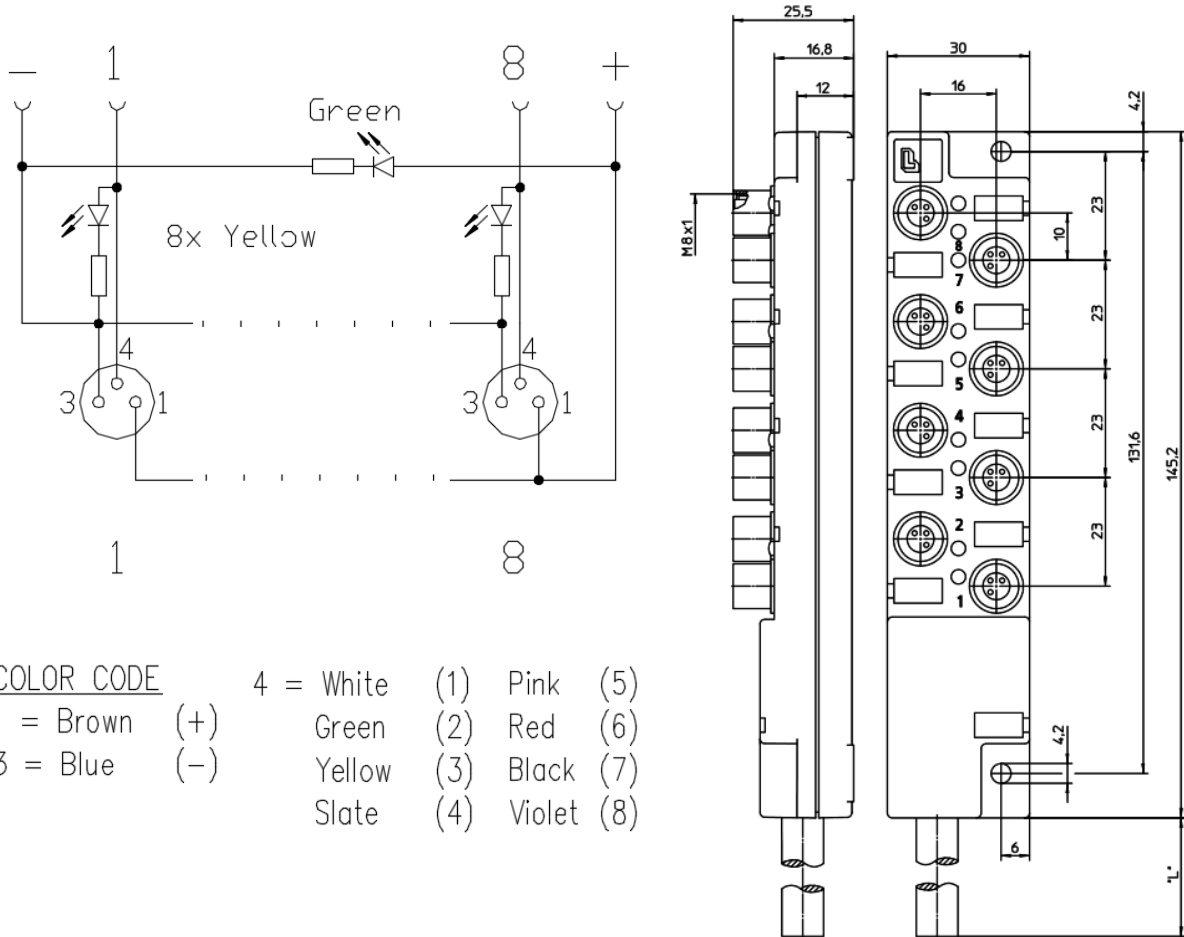 − 1 8 +
Green
8x Yellow
4 4
3 1 3 1
1 8
COLOR CODE
= Brown (+)
3 = Blue (−)
4 = White (1) Pink (5)
Green (2) Red (6)
Yellow (3) Black (7)
Slate (4) Violet (8)
25,5
16,8
12
M8x1
30
16
4,2
23
10
8
7
23
6
5
23
4
3
23
2
1
131,6
145,2
4,2
6
"L"